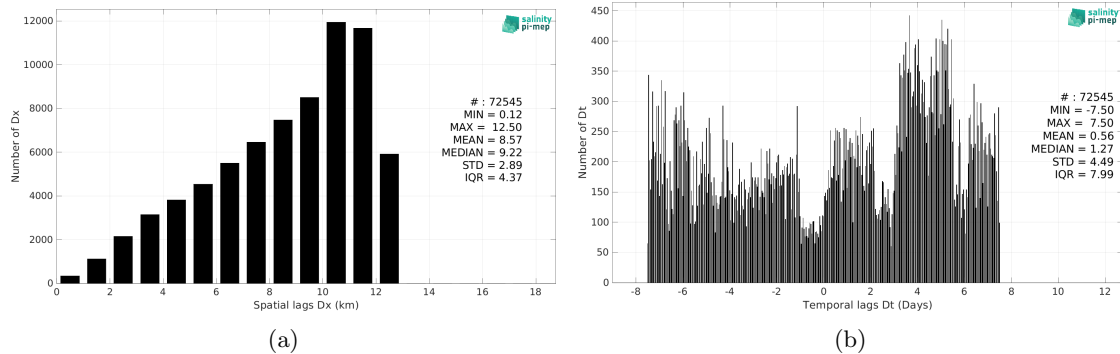 12000
10000
8000
6000
4000
2000
0
Number of Dx
0 2 4 6 8 10 12 14 16 18
Spatial lags Dx (km)
salinity
pi-mep
# : 72545
MIN = 0.12
MAX = 12.50
MEAN = 8.57
MEDIAN = 9.22
STD = 2.89
IQR = 4.37
(a)
450
400
350
300
250
200
150
100
50
0
Number of Dt
-8 -6 -4 -2 0 2 4 6 8 10 12
Temporal lags Dt (Days)
salinity
pi-mep
# : 72545
MIN = -7.50
MAX = 7.50
MEAN = 0.56
MEDIAN = 1.27
STD = 4.49
IQR = 7.99
(b)